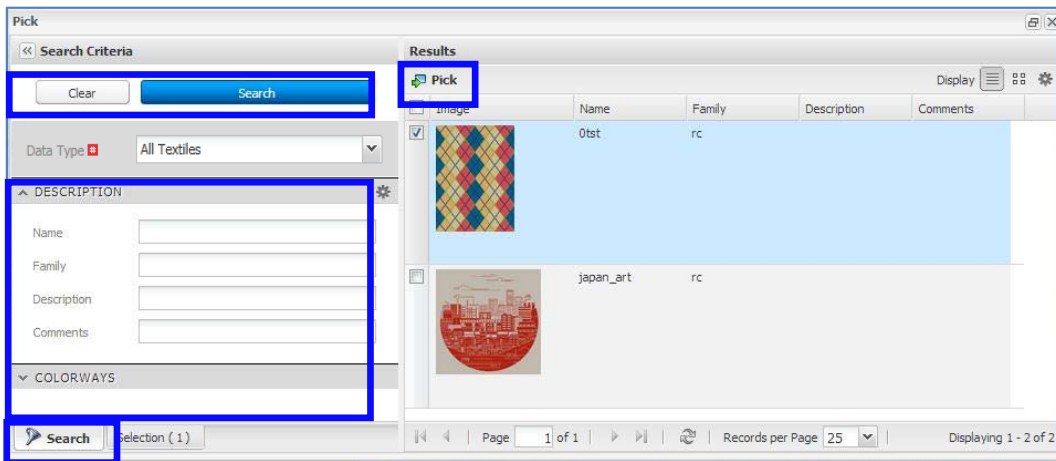 Pick
Search Criteria
Clear
Search
Data Type
All Textiles
DESCRIPTION
Name
Family
Description
Comments
COLORWAYS
Search
Selection ( 1 )
Results
Pick
Display
Image Name Family Description Comments
0tst rc
japan_art rc
Page 1 of 1 Records per Page 25 Displaying 1 - 2 of 2